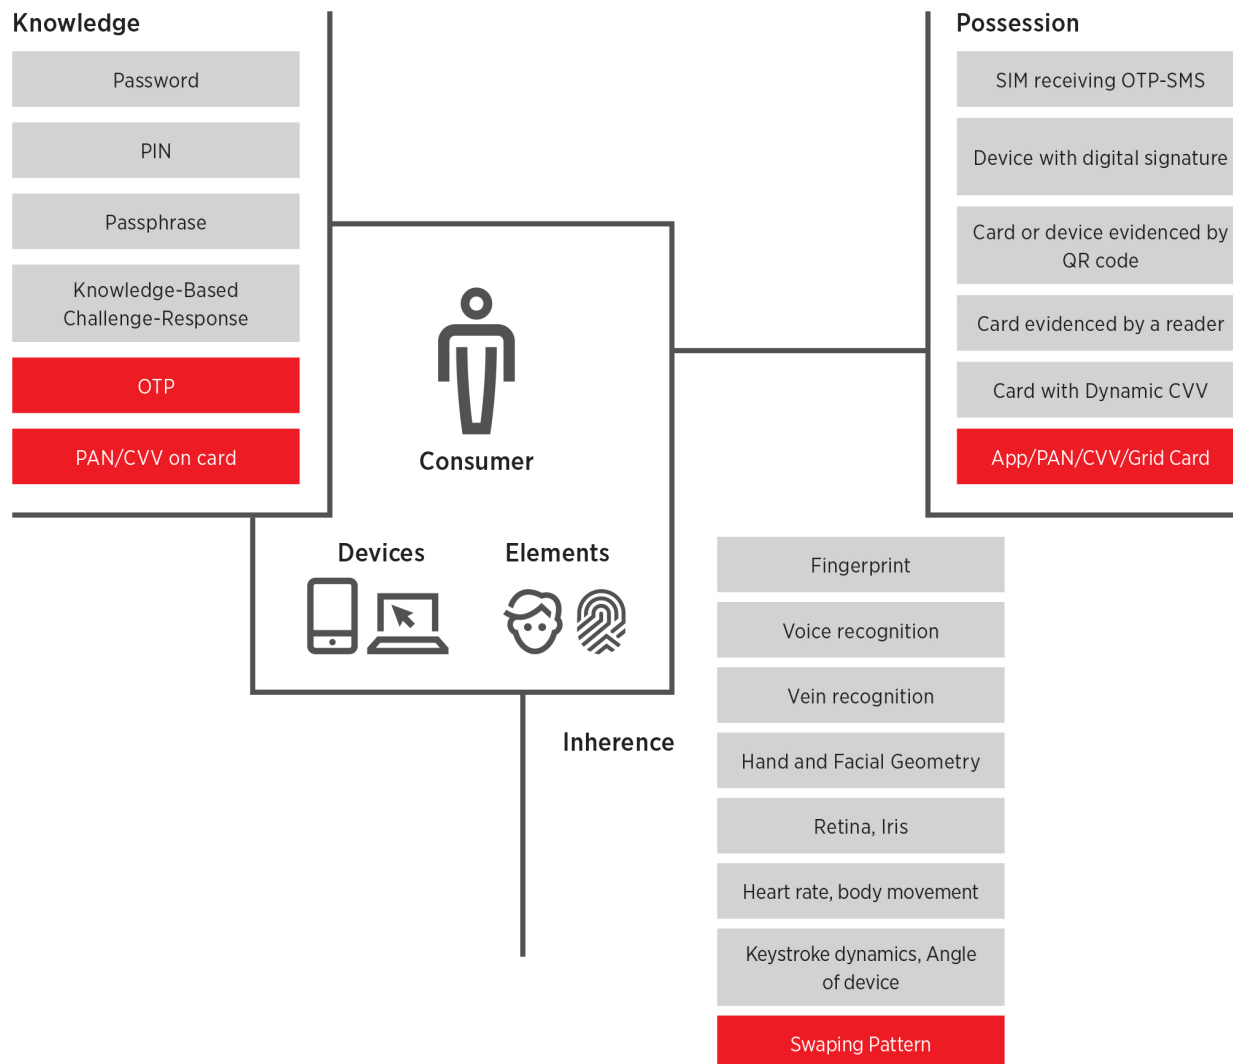 Knowledge
Password
PIN
Passphrase
Knowledge-Based
Challenge-Response
OTP
PAN/CVV on card
Possession
SIM receiving OTP-SMS
Device with digital signature
Card or device evidenced by
QR code
Card evidenced by a reader
Card with Dynamic CVV
App/PAN/CVV/Grid Card
Consumer
Devices
Elements
Inherence
Fingerprint
Voice recognition
Vein recognition
Hand and Facial Geometry
Retina, Iris
Heart rate, body movement
Keystroke dynamics, Angle
of device
Swaping Pattern